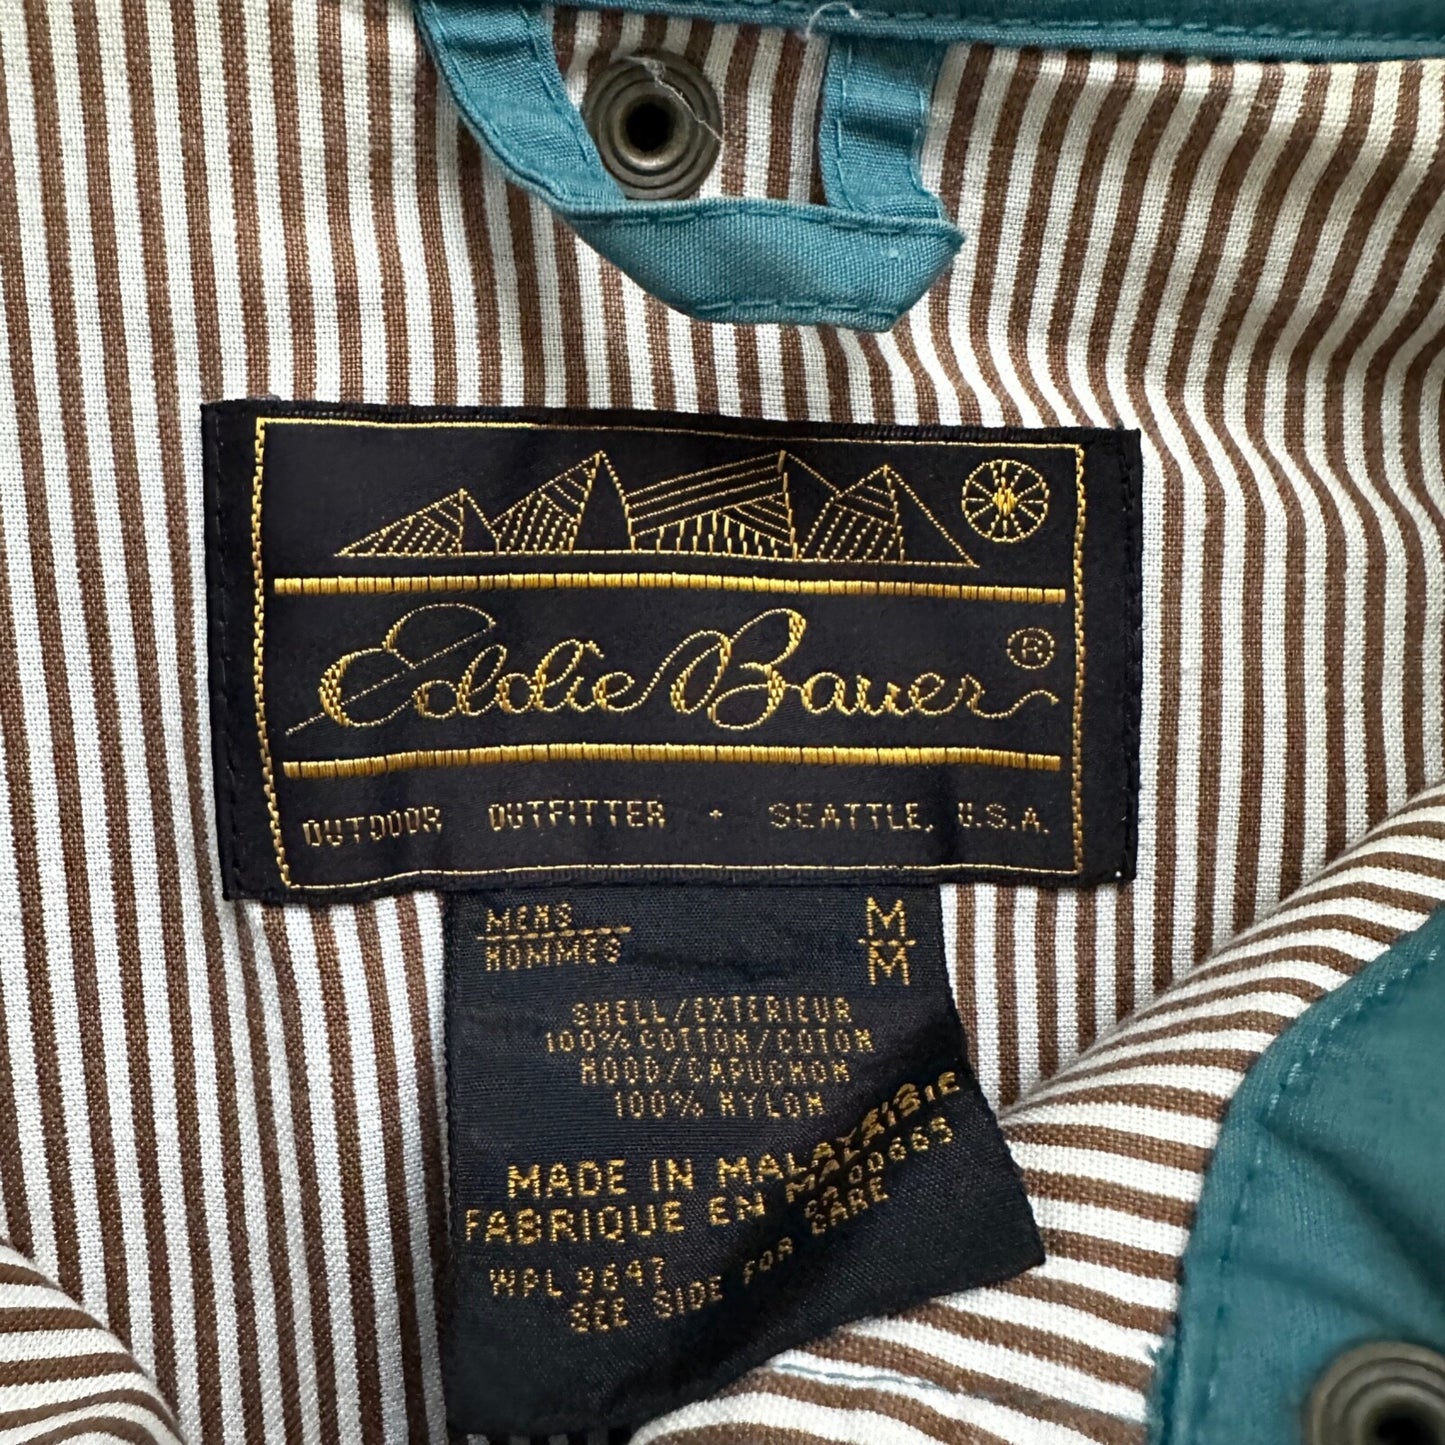 Eddie Bauer ®
OUTDOOR OUTFITTER • SEATTLE, U.S.A.
MENS M
HOMMES M
SHELL/EXTERIEUR
100% COTTON/COTON
HOOD/CAPUCHON
100% NYLON
MADE IN MALAYSIA
FABRIQUE EN MALAYSIE
WPL 9647
SEE SIDE FOR CARE